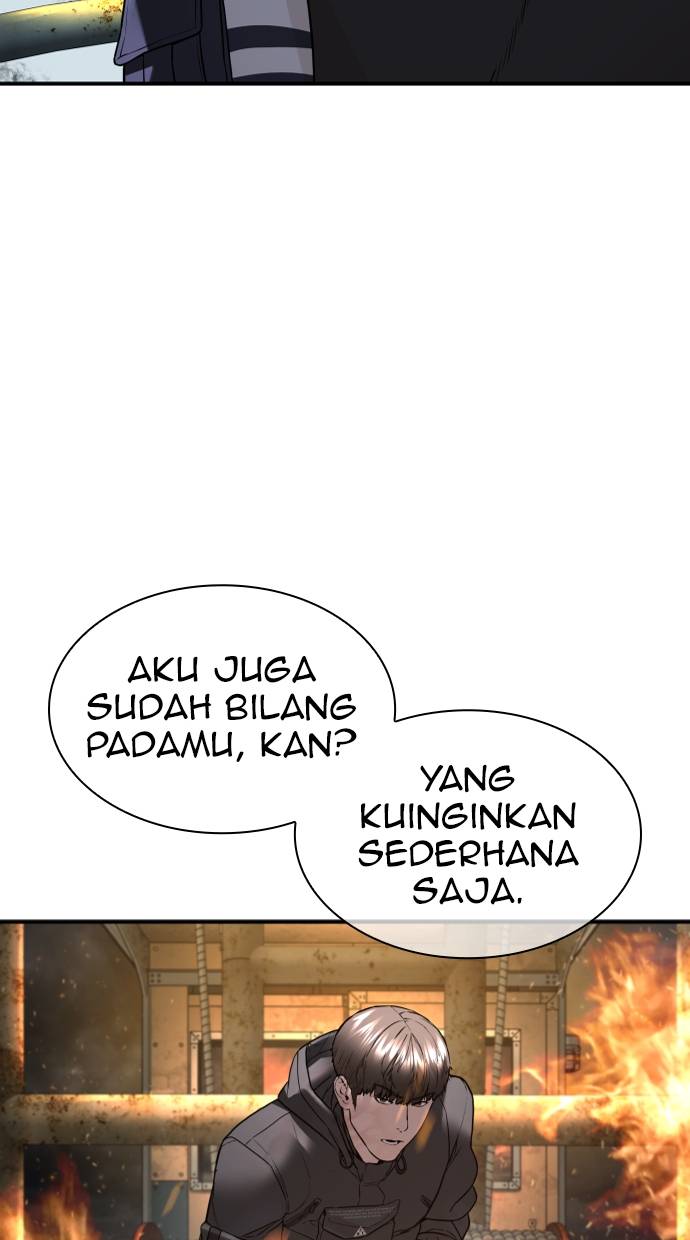 AKU JUGA
SUDAH BILANG
PADAMU, KAN?
YANG
KUINGINKAN
SEDERHANA
SAJA.